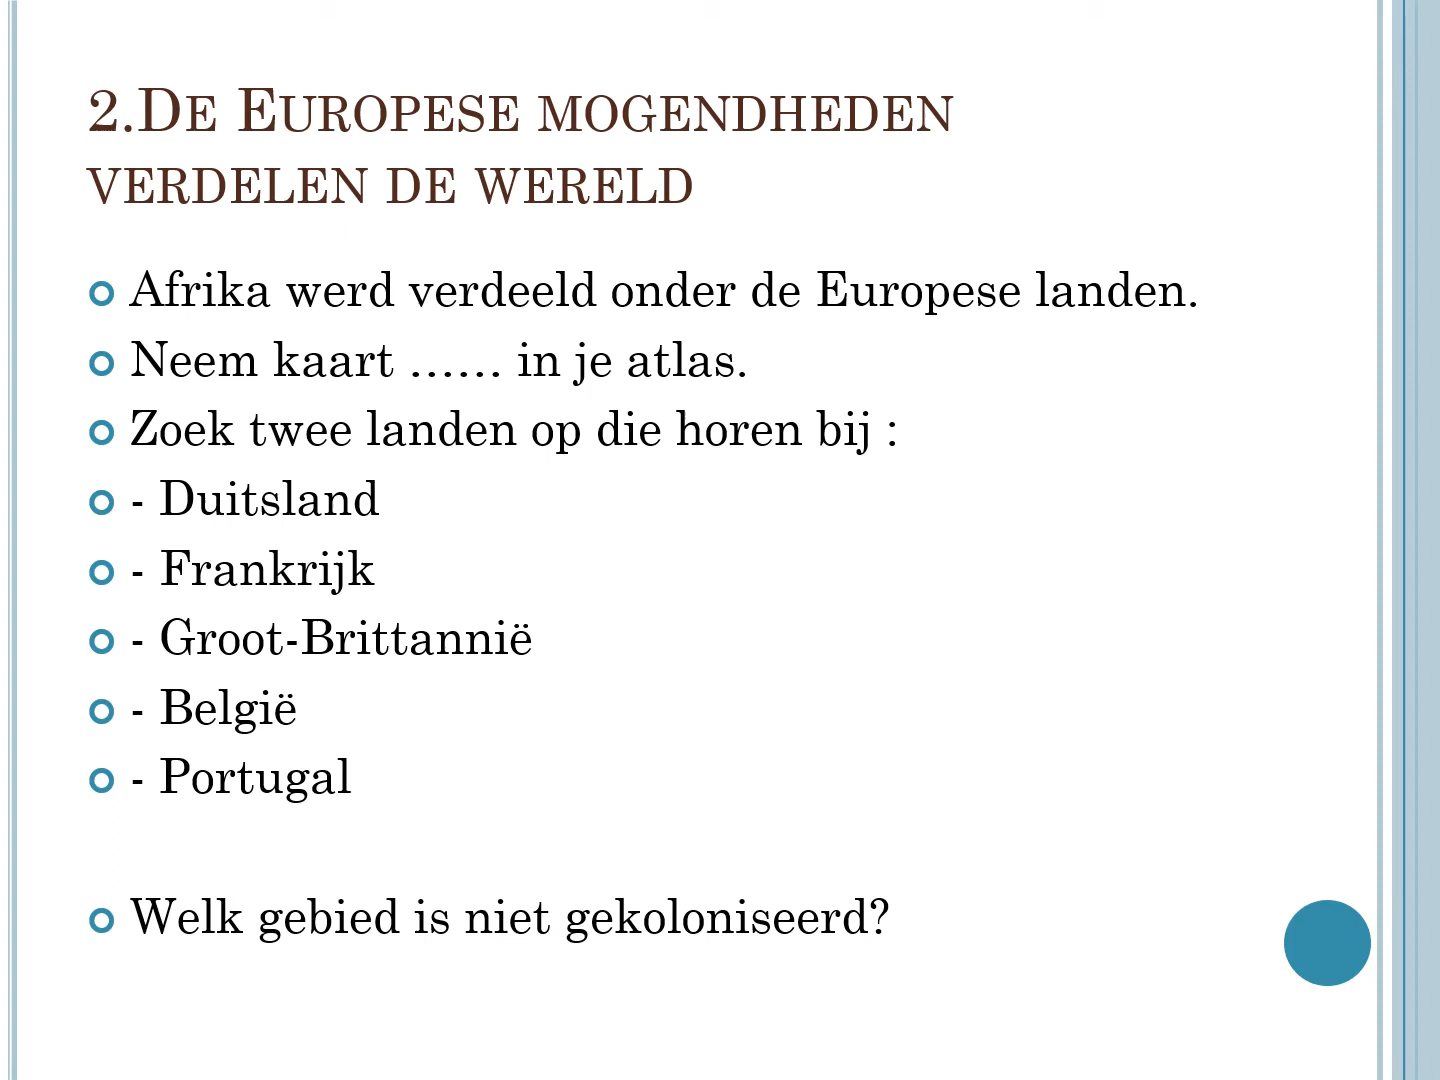 2.De Europese mogendheden
verdelen de wereld
Afrika werd verdeeld onder de Europese landen.
Neem kaart …… in je atlas.
Zoek twee landen op die horen bij :
- Duitsland
- Frankrijk
- Groot-Brittannië
- België
- Portugal
Welk gebied is niet gekoloniseerd?